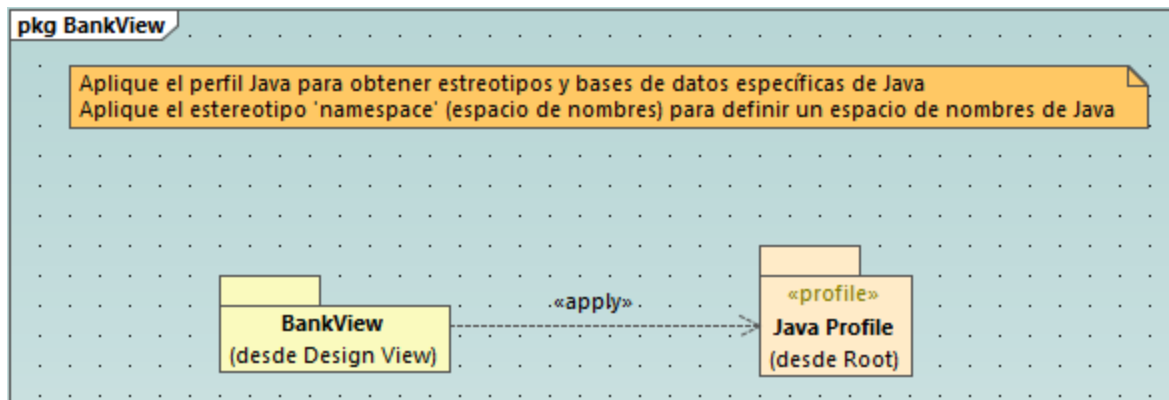 pkg BankView
Aplique el perfil Java para obtener estreotipos y bases de datos específicas de Java
Aplique el estereotipo 'namespace' (espacio de nombres) para definir un espacio de nombres de Java
«apply»
BankView
(desde Design View)
«profile»
Java Profile
(desde Root)